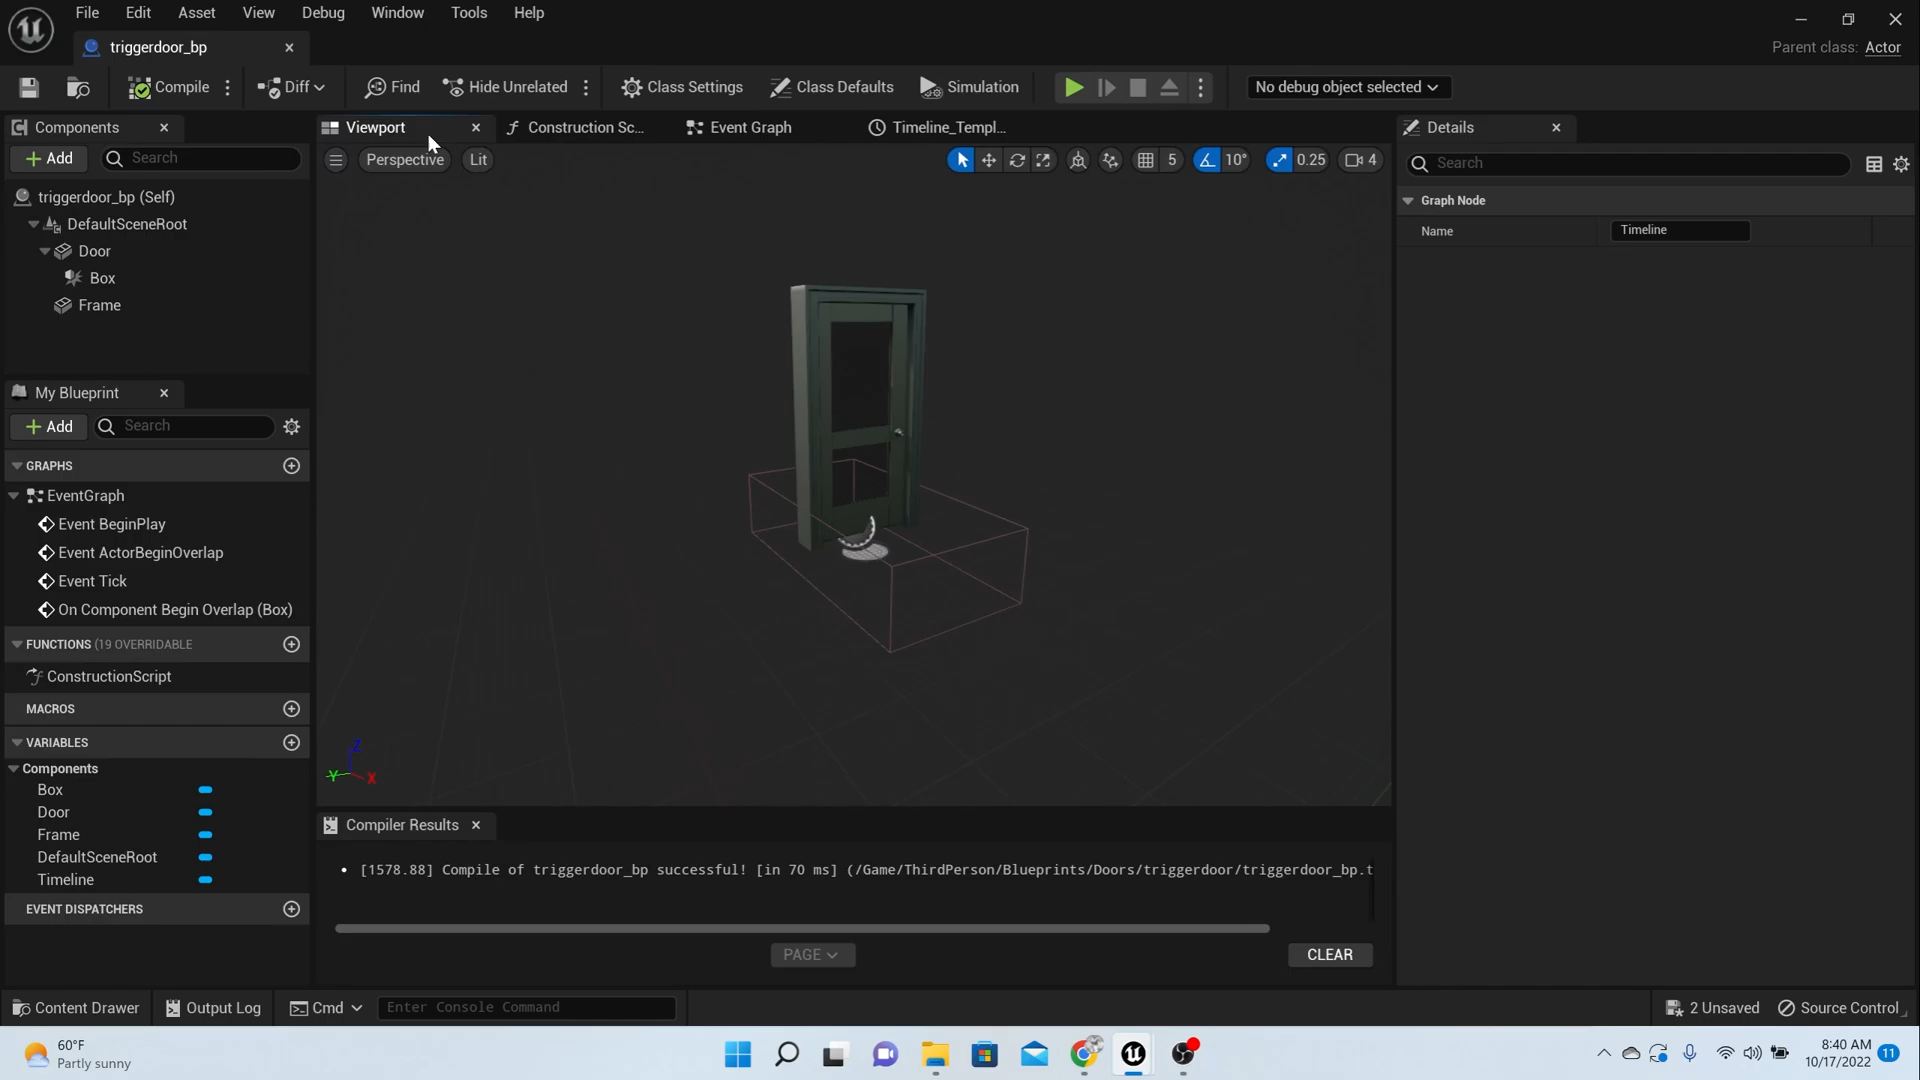 File Edit Asset View Debug Window Tools Help
triggerdoor_bp
Parent class: Actor
Compile Diff Find Hide Unrelated Class Settings Class Defaults Simulation No debug object selected
Components
Viewport Construction Sc... Event Graph Timeline_Templ...
Details
Add Search
Perspective Lit 5 10° 0.25 4
Search
triggerdoor_bp (Self)
Graph Node
DefaultSceneRoot
Name Timeline
Door
Box
Frame
My Blueprint
Add Search
GRAPHS
EventGraph
Event BeginPlay
Event ActorBeginOverlap
Event Tick
On Component Begin Overlap (Box)
FUNCTIONS (19 OVERRIDABLE
ConstructionScript
MACROS
VARIABLES
Components
Box
Door
Frame
DefaultSceneRoot
Timeline
EVENT DISPATCHERS
Z
Y X
Compiler Results
• [1578.88] Compile of triggerdoor_bp successful! [in 70 ms] (/Game/ThirdPerson/Blueprints/Doors/triggerdoor/triggerdoor_bp.t
PAGE CLEAR
Content Drawer Output Log Cmd Enter Console Command 2 Unsaved Source Control
60°F
Partly sunny
8:40 AM
10/17/2022
11